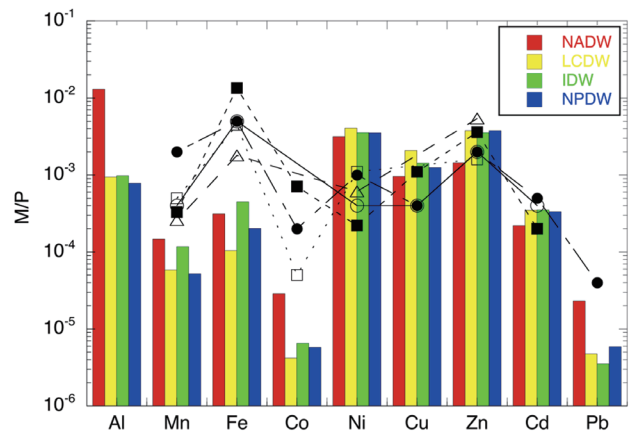 10⁻¹
10⁻²
10⁻³
10⁻⁴
10⁻⁵
10⁻⁶
M/P
NADW
LCDW
IDW
NPDW
Al Mn Fe Co Ni Cu Zn Cd Pb